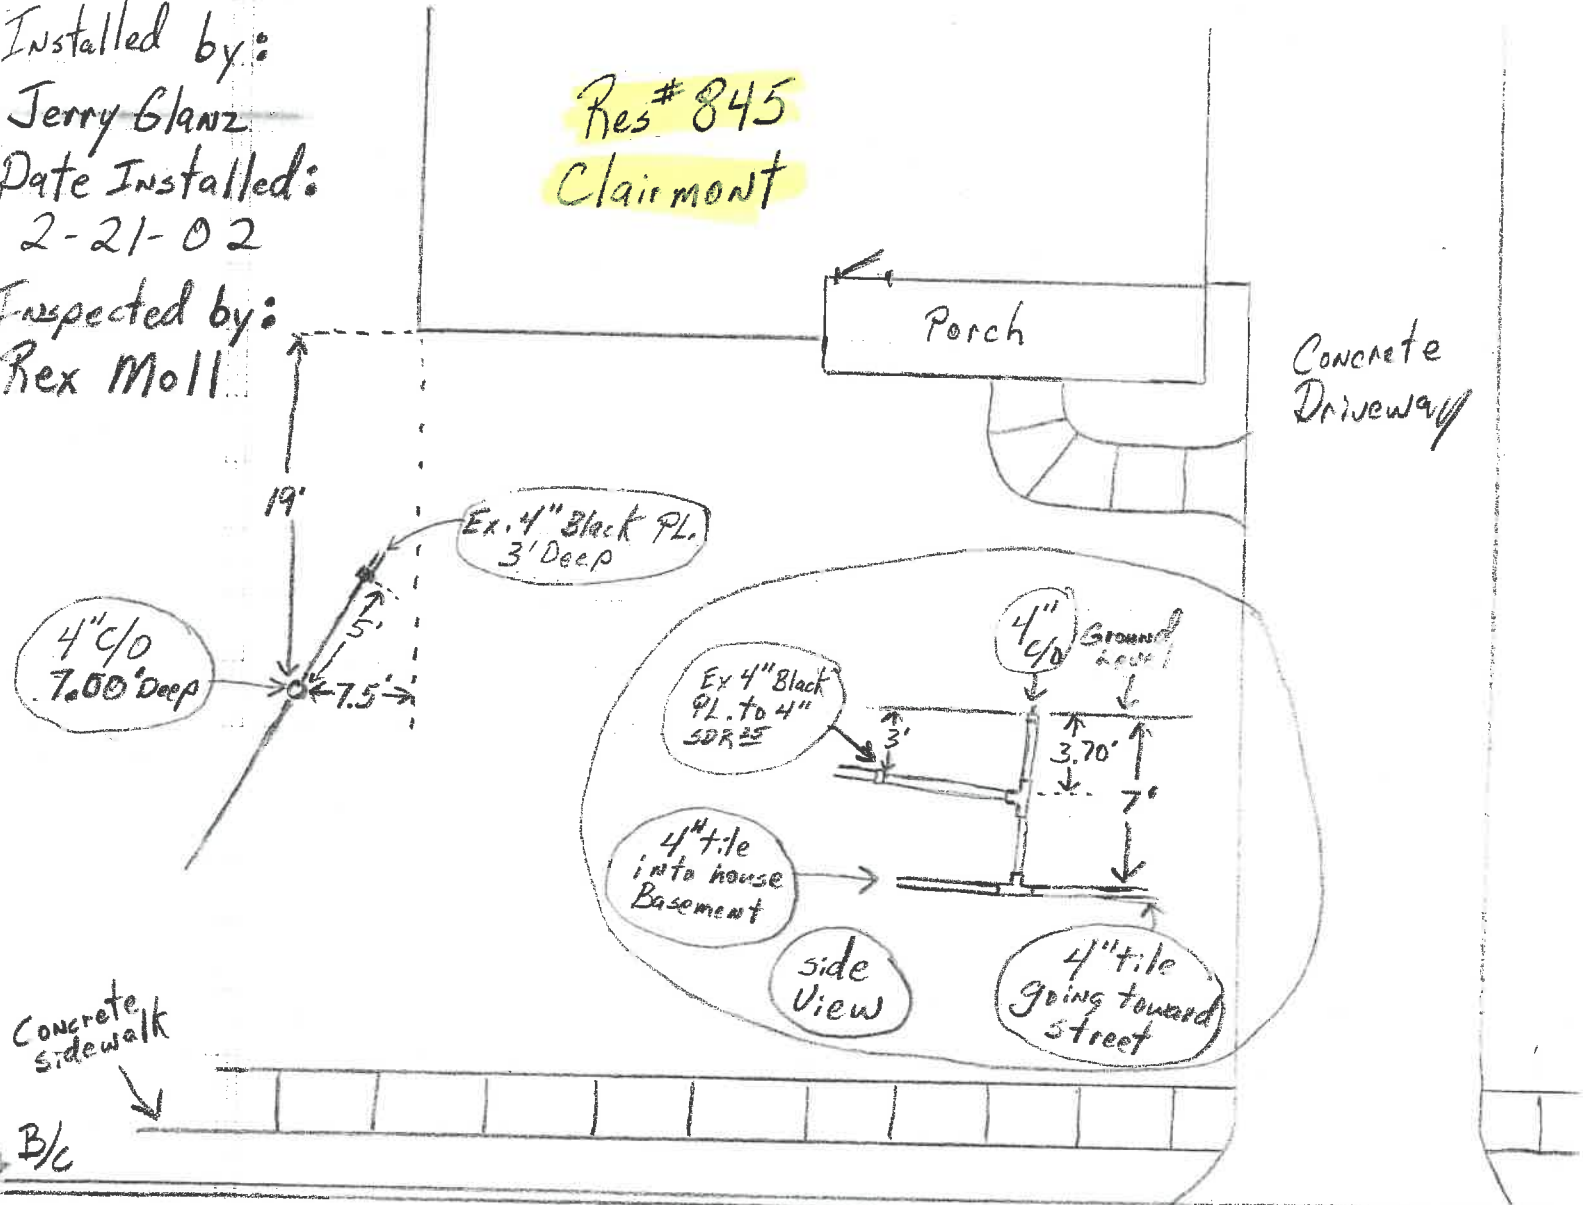 Installed by:
Jerry Glanz
Date Installed:
2-21-02
Inspected by:
Rex Moll
Res# 845
Clairmont
Porch
Concrete
Driveway
19'
Ex. 4" Black PL.
3' Deep
5'
4" C/O
7.00' Deep
7.5'
4"
C/O
Ground
Level
Ex 4" Black
PL. to 4"
SDR 35
3'
3.70'
7'
4" tile
into house
Basement
side
View
4" tile
going toward
street
Concrete
sidewalk
B/C